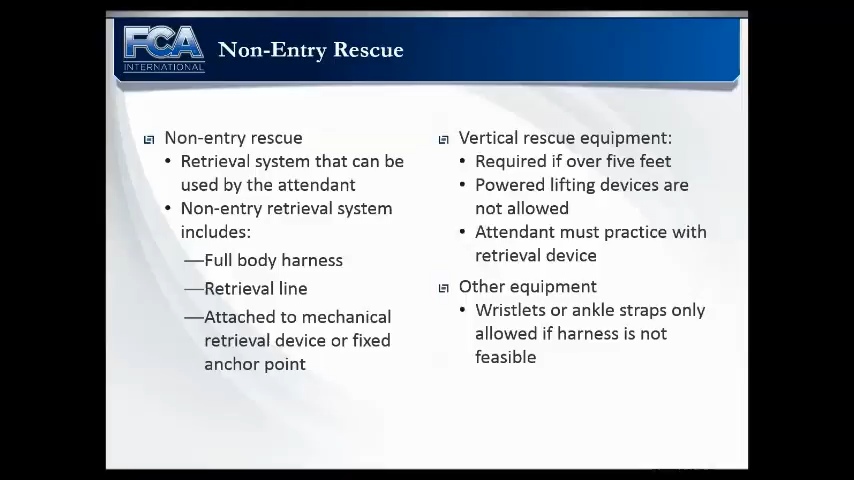 FCA
INTERNATIONAL
Non-Entry Rescue
Non-entry rescue
• Retrieval system that can be
used by the attendant
• Non-entry retrieval system
includes:
—Full body harness
—Retrieval line
—Attached to mechanical
retrieval device or fixed
anchor point
Vertical rescue equipment:
• Required if over five feet
• Powered lifting devices are
not allowed
• Attendant must practice with
retrieval device
Other equipment
• Wristlets or ankle straps only
allowed if harness is not
feasible